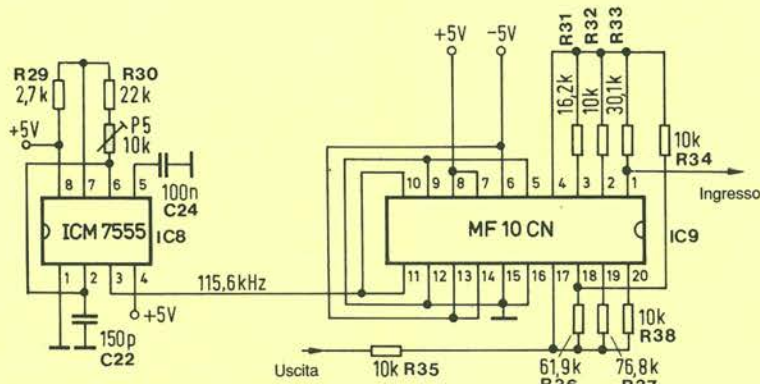 +5V
-5V
R31
R32
R33
R29
2,7k
R30
22k
P5
10k
+5V
100n
C24
16,2k
10k
30,1k
10k
R34
8 7 6 5
10 9 8 7 6 5 4 3 2 1
Ingresso
ICM 7555
IC8
MF 10 CN
IC9
1 2 3 4
115,6kHz
11 12 13 14 15 16 17 18 19 20
+5V
150p
C22
10k
R38
Uscita
10k R35
61,9k
76,8k
R36
R37